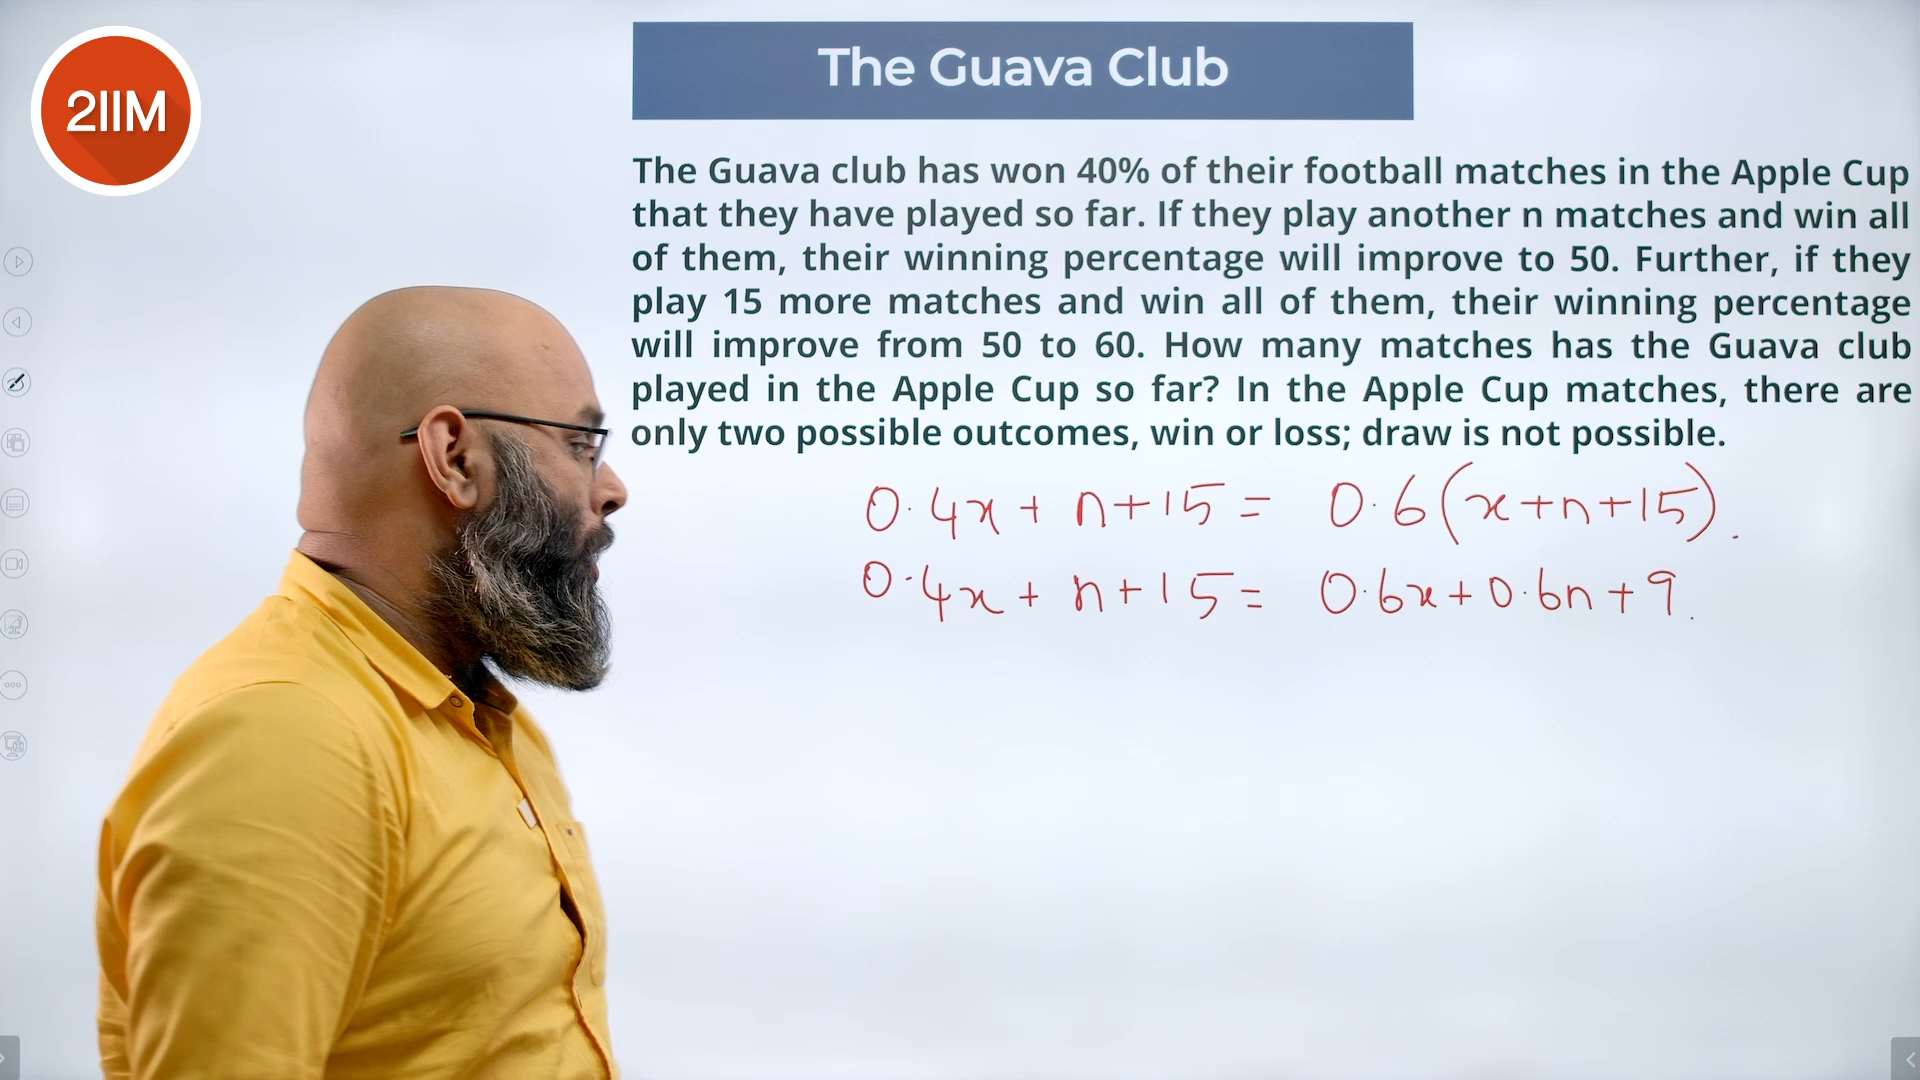 2IIM
The Guava Club
The Guava club has won 40% of their football matches in the Apple Cup
that they have played so far. If they play another n matches and win all
of them, their winning percentage will improve to 50. Further, if they
play 15 more matches and win all of them, their winning percentage
will improve from 50 to 60. How many matches has the Guava club
played in the Apple Cup so far? In the Apple Cup matches, there are
only two possible outcomes, win or loss; draw is not possible.
0.4x + n + 15 = 0.6(x+n+15).
0.4x + n + 15 = 0.6x + 0.6n + 9.